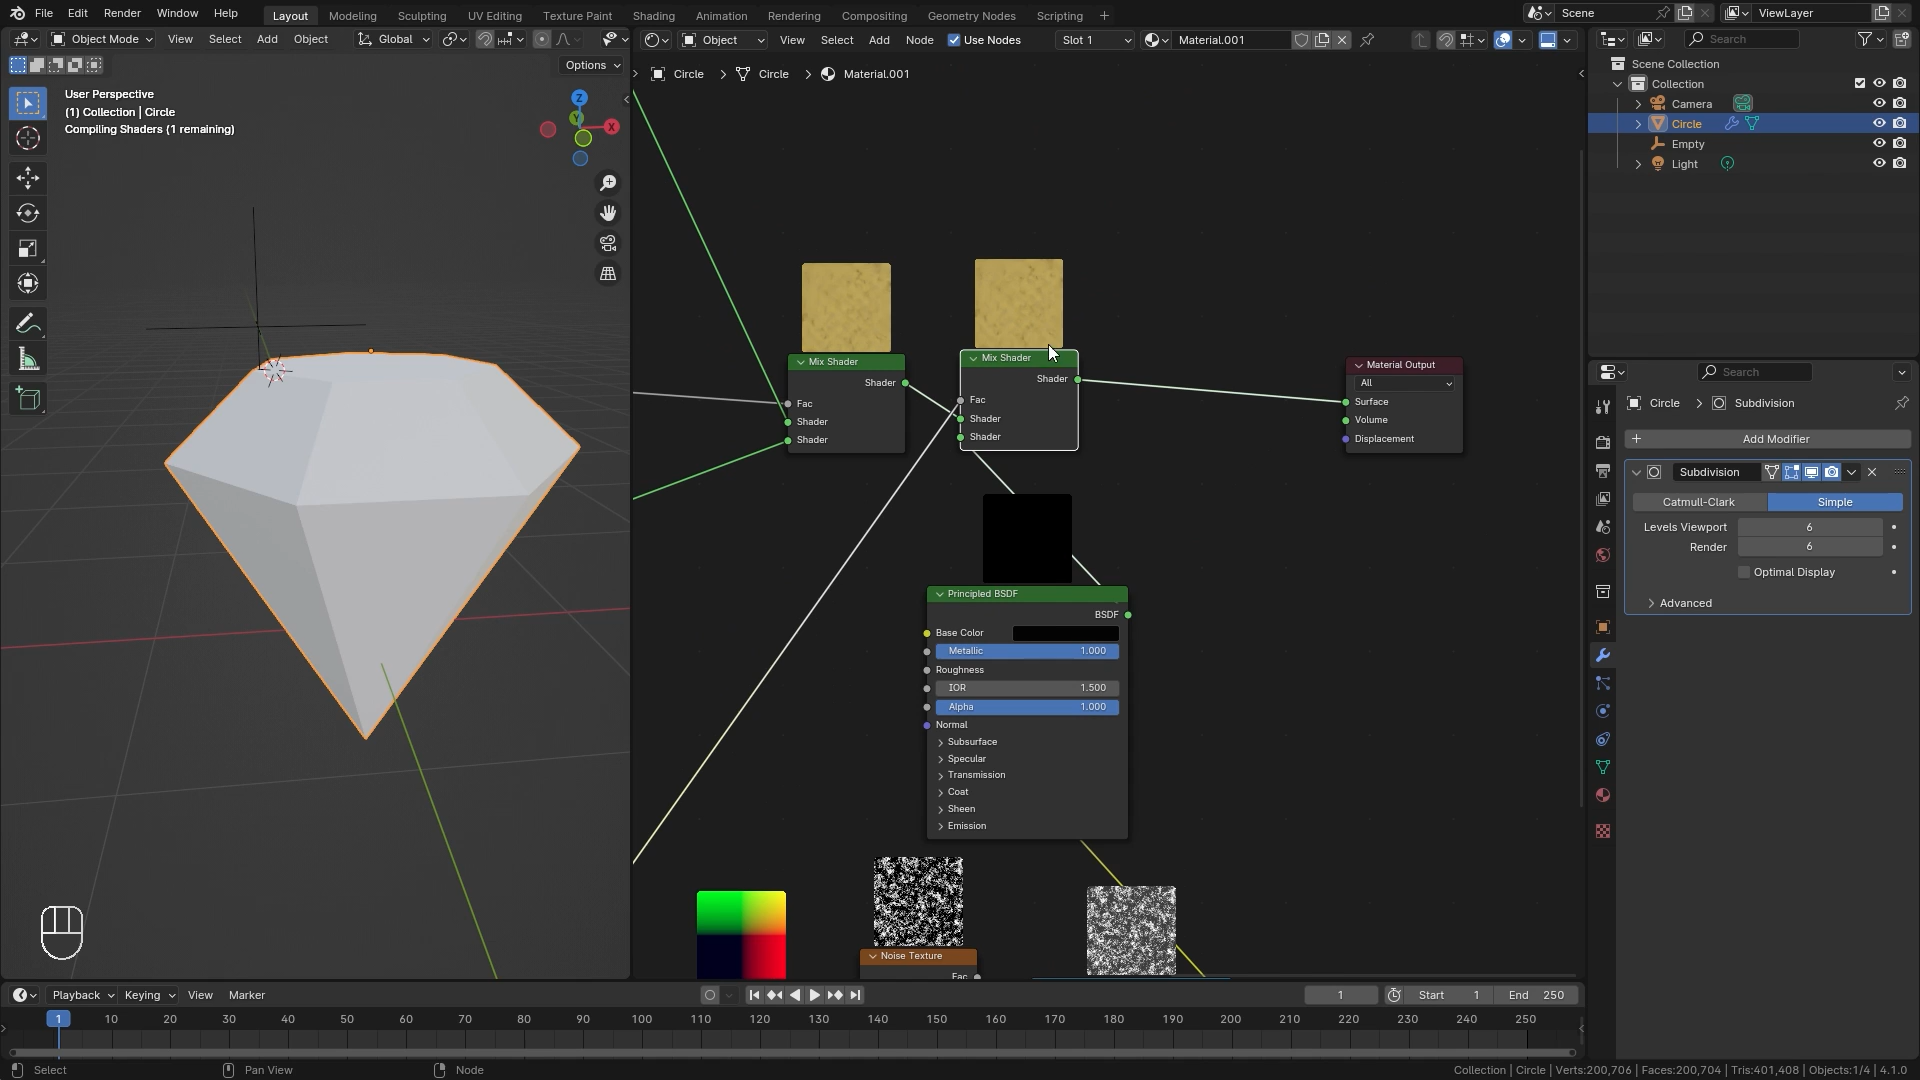 File Edit Render Window Help
Layout Modeling Sculpting UV Editing Texture Paint Shading Animation Rendering Compositing Geometry Nodes Scripting +
Scene
ViewLayer
Object Mode View Select Add Object Global
Object View Select Add Node Use Nodes Slot 1 Material.001
Search
Options
User Perspective
(1) Collection | Circle
Compiling Shaders (1 remaining)
Z
Y
X
Circle > Circle > Material.001
Scene Collection
Collection
Camera
Circle
Empty
Light
Mix Shader
Shader
Fac
Shader
Shader
Mix Shader
Shader
Fac
Shader
Shader
Material Output
All
Surface
Volume
Displacement
Principled BSDF
BSDF
Base Color
Metallic 1.000
Roughness
IOR 1.500
Alpha 1.000
Normal
Subsurface
Specular
Transmission
Coat
Sheen
Emission
Noise Texture
Fac
Search
Circle > Subdivision
+ Add Modifier
Subdivision
Catmull-Clark Simple
Levels Viewport 6
Render 6
Optimal Display
Advanced
Playback Keying View Marker
1 Start 1 End 250
1 10 20 30 40 50 60 70 80 90 100 110 120 130 140 150 160 170 180 190 200 210 220 230 240 250
Select Pan View Node
Collection | Circle | Verts:200,706 | Faces:200,704 | Tris:401,408 | Objects:1/4 | 4.1.0